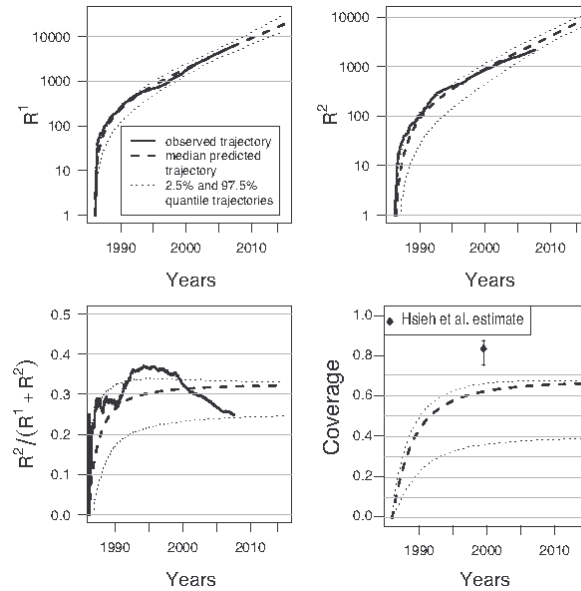 10000
1000
100
10
1
R¹
observed trajectory
median predicted
trajectory
2.5% and 97.5%
quantile trajectories
1990 2000 2010
Years
10000
1000
100
10
1
R²
1990 2000 2010
Years
0.5
0.4
0.3
0.2
0.1
0.0
R²/(R¹ + R²)
1990 2000 2010
Years
1.0
0.8
0.6
0.4
0.2
0.0
Coverage
Hsieh et al. estimate
1990 2000 2010
Years